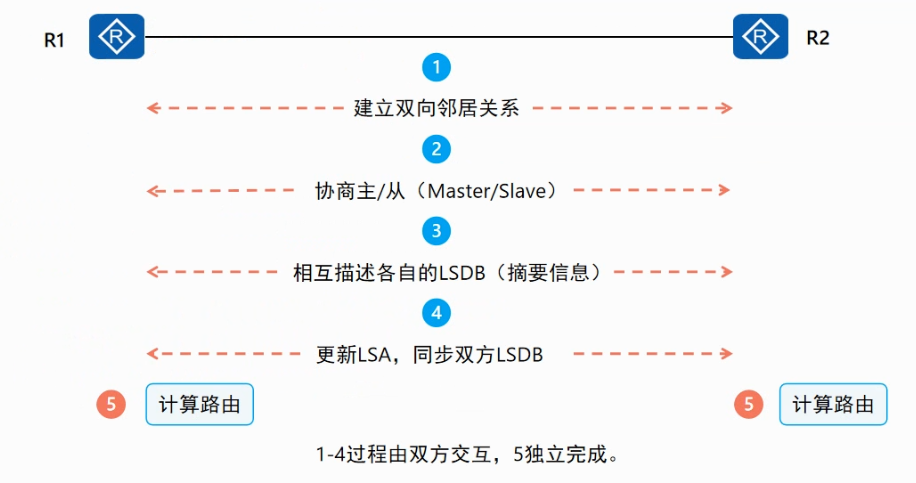 R1
R
R
R2
1
建立双向邻居关系
2
协商主/从（Master/Slave）
3
相互描述各自的LSDB（摘要信息）
4
更新LSA，同步双方LSDB
5 计算路由
5 计算路由
1-4过程由双方交互，5独立完成。